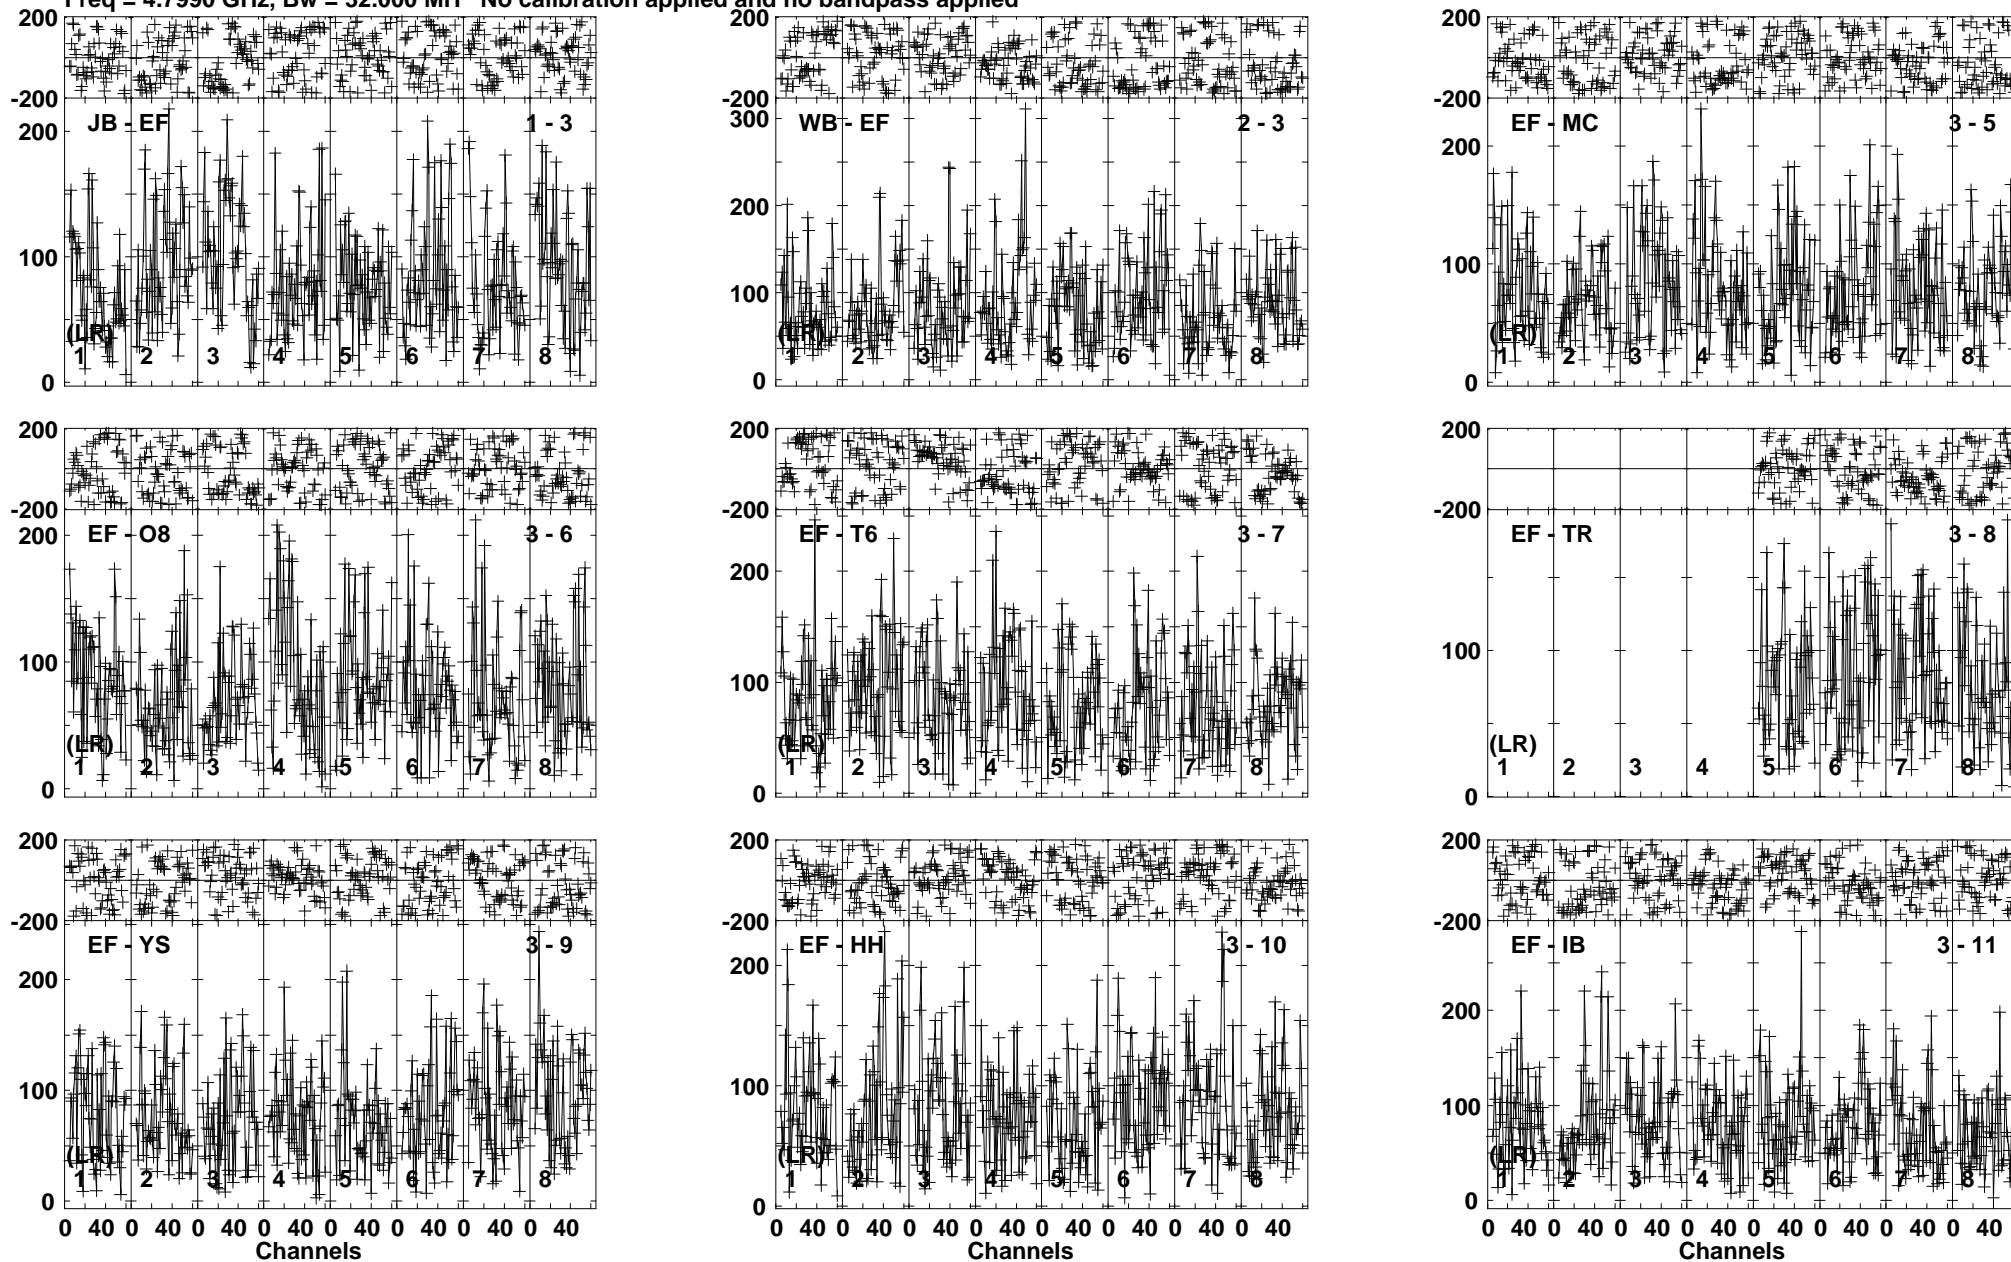 Freq = 4.7990 GHz, Bw = 32.000 MH No calibration applied and no bandpass applied
200 200 200
-200 -200 -200
JB - EF 1 - 3 WB - EF 2 - 3 EF - MC 3 - 5
200 100 0
300 200 100 0
200 100 0
(LR) (LR) (LR)
1 2 3 4 5 6 7 8 1 2 3 4 5 6 7 8 1 2 3 4 5 6 7 8
200 200 200
-200 -200 -200
EF - O8 3 - 6 EF - T6 3 - 7 EF - TR 3 - 8
200 100 0
200 100 0
100 0
(LR) (LR) (LR)
1 2 3 4 5 6 7 8 1 2 3 4 5 6 7 8 1 2 3 4 5 6 7 8
200 200 200
-200 -200 -200
EF - YS 3 - 9 EF - HH 3 - 10 EF - IB 3 - 11
200 100 0
200 100 0
200 100 0
(LR) (LR) (LR)
1 2 3 4 5 6 7 8 1 2 3 4 5 6 7 8 1 2 3 4 5 6 7 8
0 40 0 40 0 40 0 40 0 40 0 40 0 40 0 40 0 40 0 40 0 40 0 40 0 40 0 40 0 40 0 40 0 40 0 40 0 40 0 40 0 40 0 40 0 40 0 40
Channels Channels Channels